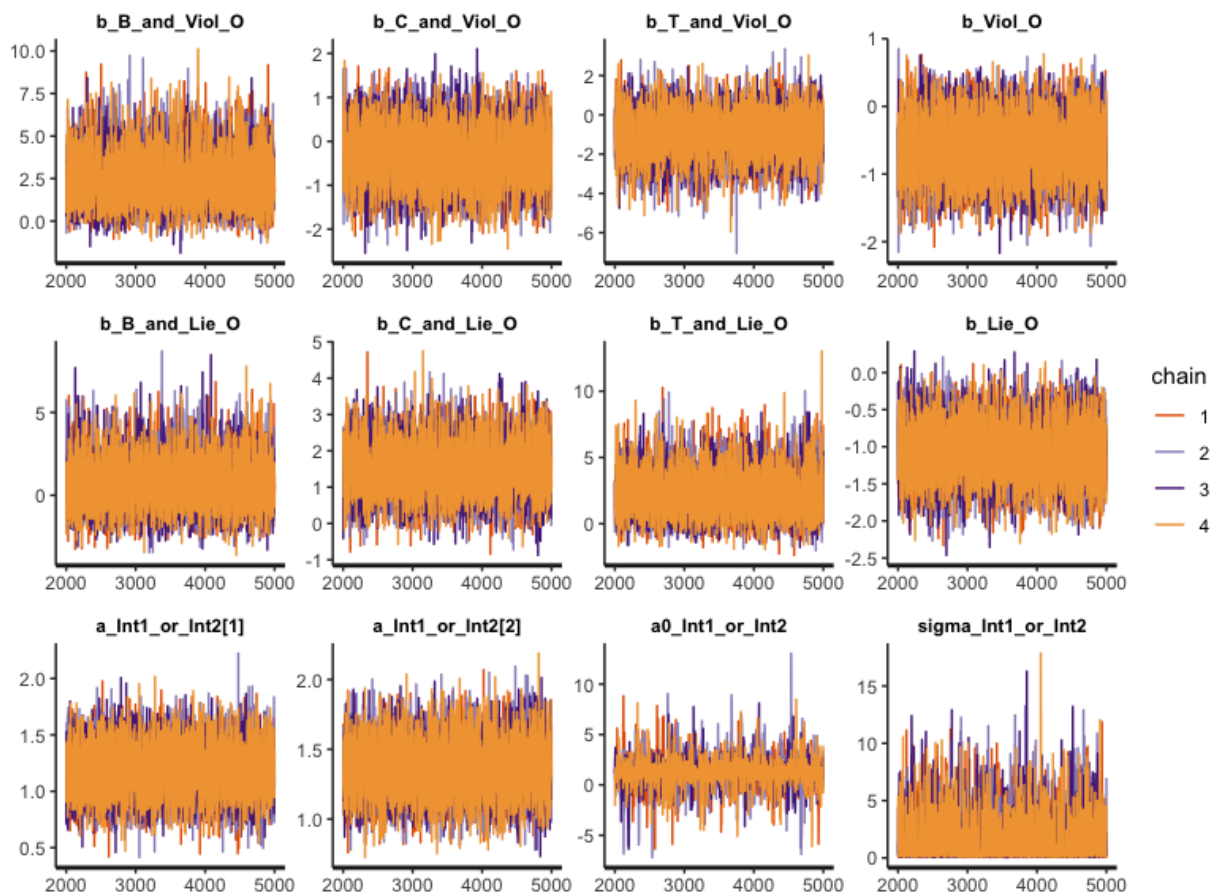 b_B_and_Viol_O b_C_and_Viol_O b_T_and_Viol_O b_Viol_O
10.0 7.5 5.0 2.5 0.0
2 1 0 -1 -2
2 0 -2 -4 -6
1 0 -1 -2
2000 3000 4000 5000 2000 3000 4000 5000 2000 3000 4000 5000 2000 3000 4000 5000
b_B_and_Lie_O b_C_and_Lie_O b_T_and_Lie_O b_Lie_O
5 0
5 4 3 2 1 0 -1
10 5 0
0.0 -0.5 -1.0 -1.5 -2.0 -2.5
2000 3000 4000 5000 2000 3000 4000 5000 2000 3000 4000 5000 2000 3000 4000 5000
a_Int1_or_Int2[1] a_Int1_or_Int2[2] a0_Int1_or_Int2 sigma_Int1_or_Int2
2.0 1.5 1.0 0.5
2.0 1.5 1.0
10 5 0 -5
15 10 5 0
2000 3000 4000 5000 2000 3000 4000 5000 2000 3000 4000 5000 2000 3000 4000 5000
chain
1
2
3
4